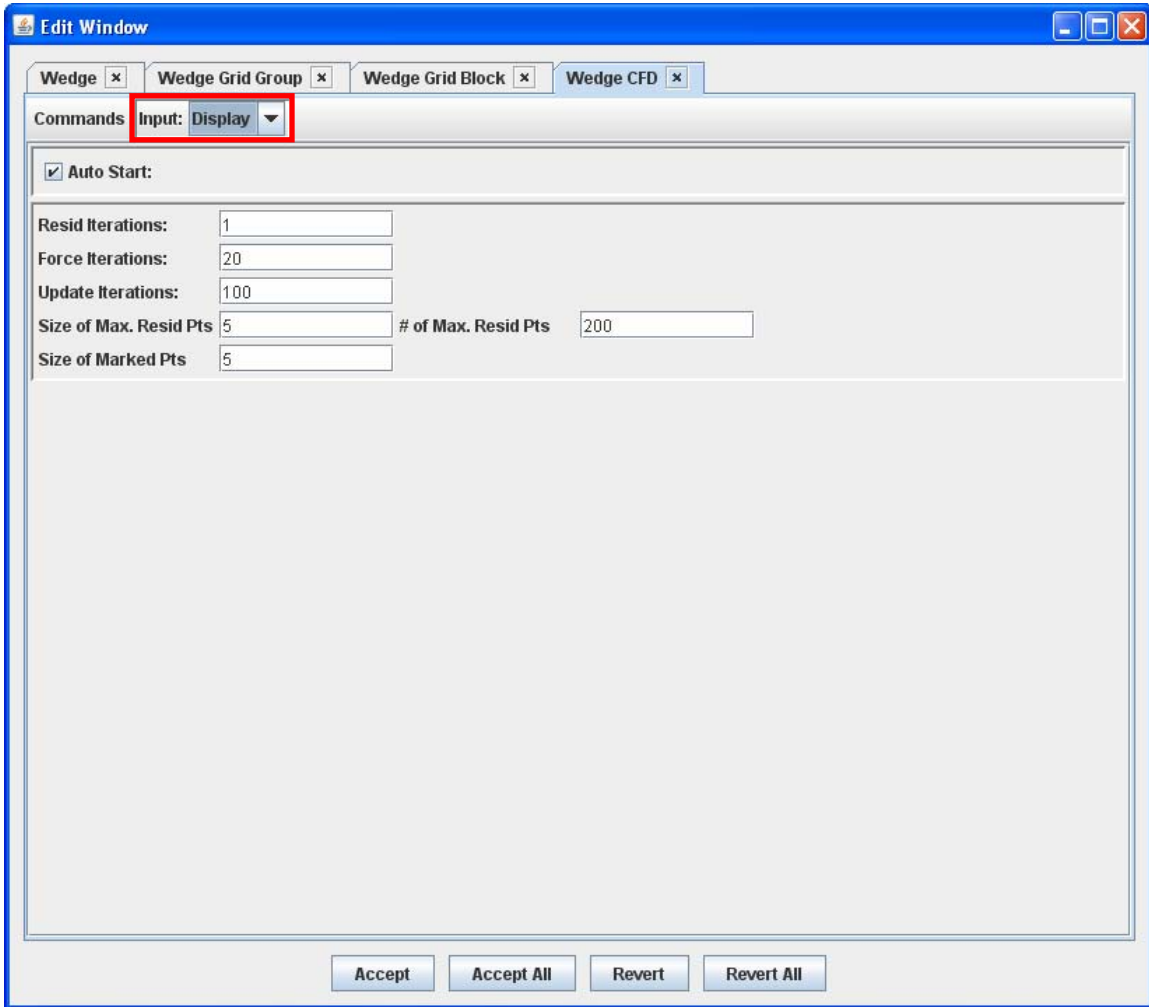 Edit Window
Wedge Wedge Grid Group Wedge Grid Block Wedge CFD
Commands Input: Display
Auto Start:
Resid Iterations: 1
Force Iterations: 20
Update Iterations: 100
Size of Max. Resid Pts 5 # of Max. Resid Pts 200
Size of Marked Pts 5
Accept Accept All Revert Revert All